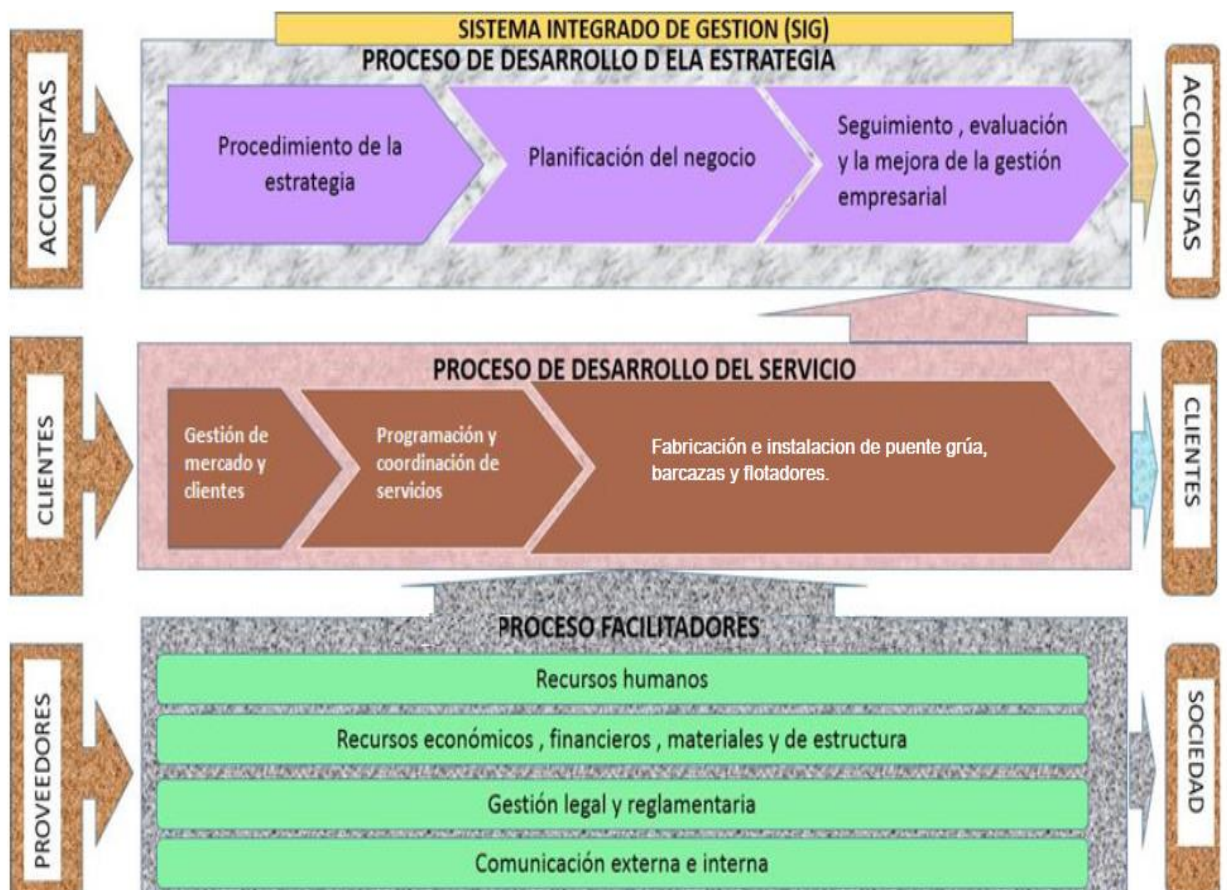 SISTEMA INTEGRADO DE GESTION (SIG)
PROCESO DE DESARROLLO D ELA ESTRATEGIA
ACCIONISTAS
Procedimiento de la
estrategia
Planificación del negocio
Seguimiento , evaluación
y la mejora de la gestión
empresarial
ACCIONISTAS
PROCESO DE DESARROLLO DEL SERVICIO
CLIENTES
Gestión de
mercado y
clientes
Programación y
coordinación de
servicios
Fabricación e instalacion de puente grúa,
barcazas y flotadores.
CLIENTES
PROCESO FACILITADORES
PROVEEDORES
Recursos humanos
Recursos económicos , financieros , materiales y de estructura
Gestión legal y reglamentaria
Comunicación externa e interna
SOCIEDAD